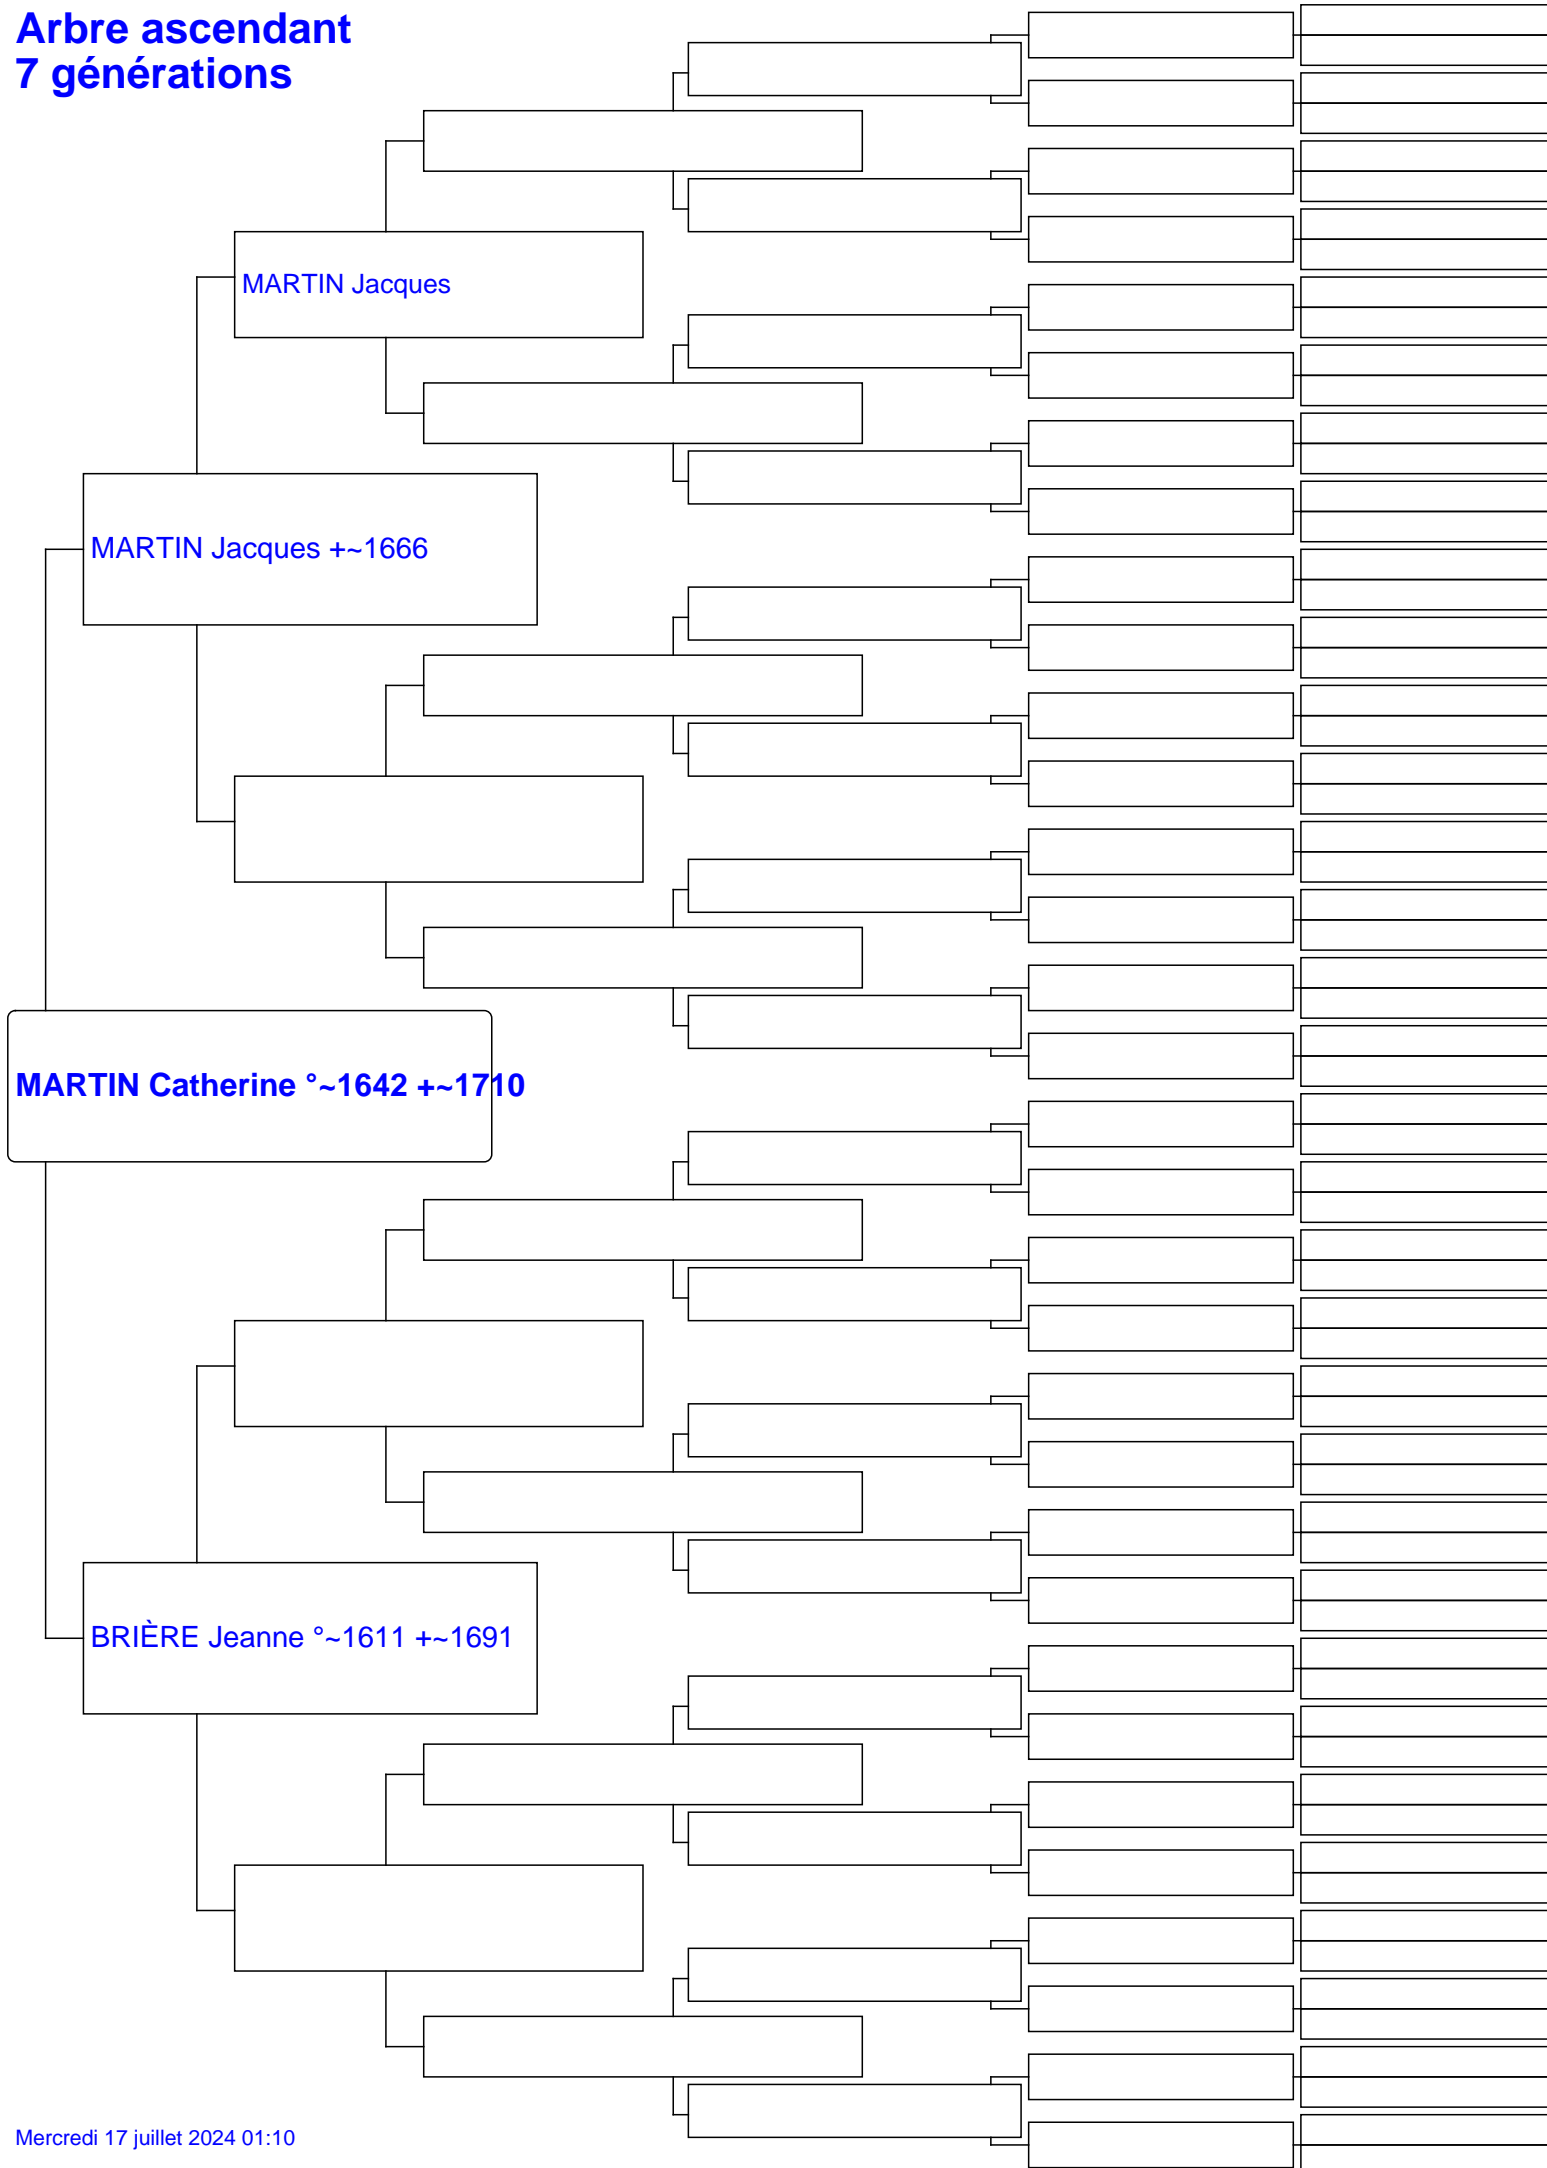 Arbre ascendant
7 générations
MARTIN Jacques
MARTIN Jacques +~1666
MARTIN Catherine °~1642 +~1710
BRIÈRE Jeanne °~1611 +~1691
Mercredi 17 juillet 2024 01:10